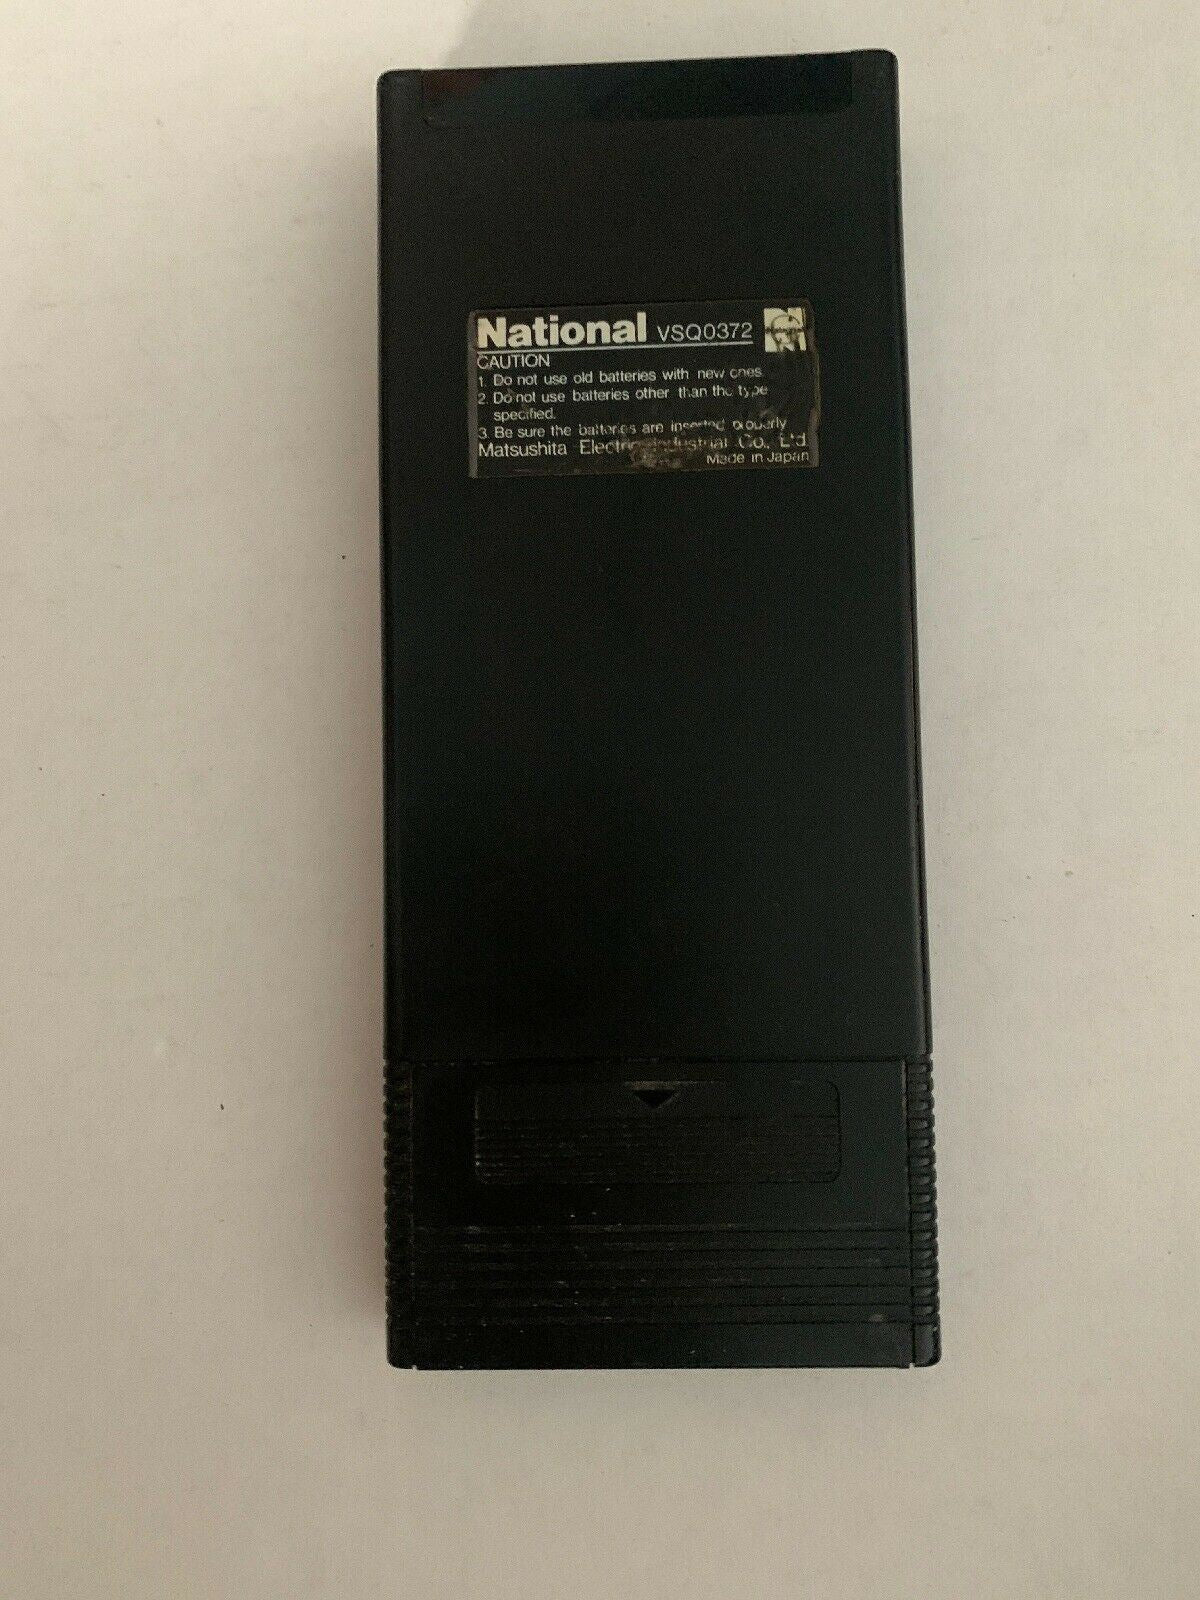 National VSQ0372
CAUTION
1. Do not use old batteries with new ones.
2. Do not use batteries other than the type
specified.
3. Be sure the batteries are inserted properly
Matsushita Electric Industrial Co., Ltd
Made in Japan